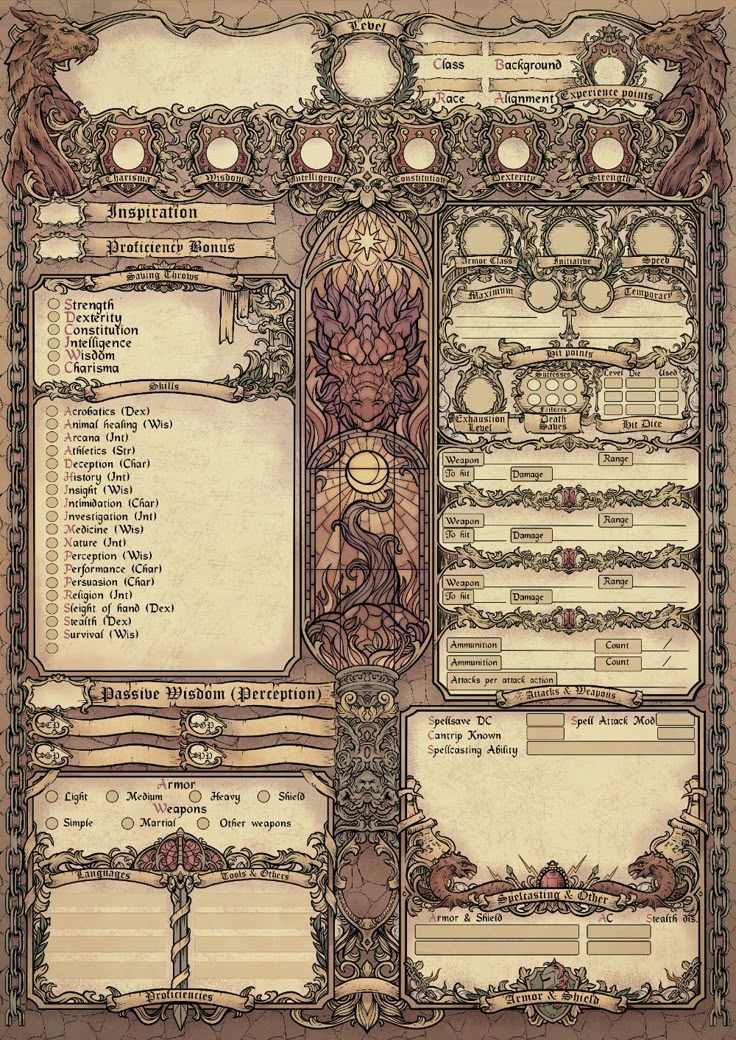 Level
Class
Background
Race
Alignment
Experience points
Charisma
Wisdom
Intelligence
Constitution
Dexterity
Strength
Inspiration
Proficiency Bonus
Saving Throws
Strength
Dexterity
Constitution
Intelligence
Wisdom
Charisma
Skills
Acrobatics (Dex)
Animal healing (Wis)
Arcana (Int)
Athletics (Str)
Deception (Char)
History (Int)
Insight (Wis)
Intimidation (Char)
Investigation (Int)
Medicine (Wis)
Nature (Int)
Perception (Wis)
Performance (Char)
Persuasion (Char)
Religion (Int)
Sleight of hand (Dex)
Stealth (Dex)
Survival (Wis)
Passive Wisdom (Perception)
Armor
Light
Medium
Heavy
Shield
Weapons
Simple
Martial
Other weapons
Languages
Tools & Others
Proficiencies
Armor Class
Initiative
Speed
Maximum
Temporacy
Hit points
Exhaustion
Level
Successes
Failures
Death
Saves
Level Die Used
Hit Dice
Weapon
Range
To hit
Damage
Weapon
Range
To hit
Damage
Weapon
Range
To hit
Damage
Ammunition
Count /
Ammunition
Count /
Attacks per attack action
Attacks & Weapons
Spellsave DC
Spell Attack Mod
Cantrip Known
Spellcasting Ability
Spellcasting & Other
Armor & Shield
AC
Stealth dis.
Armor & Shield